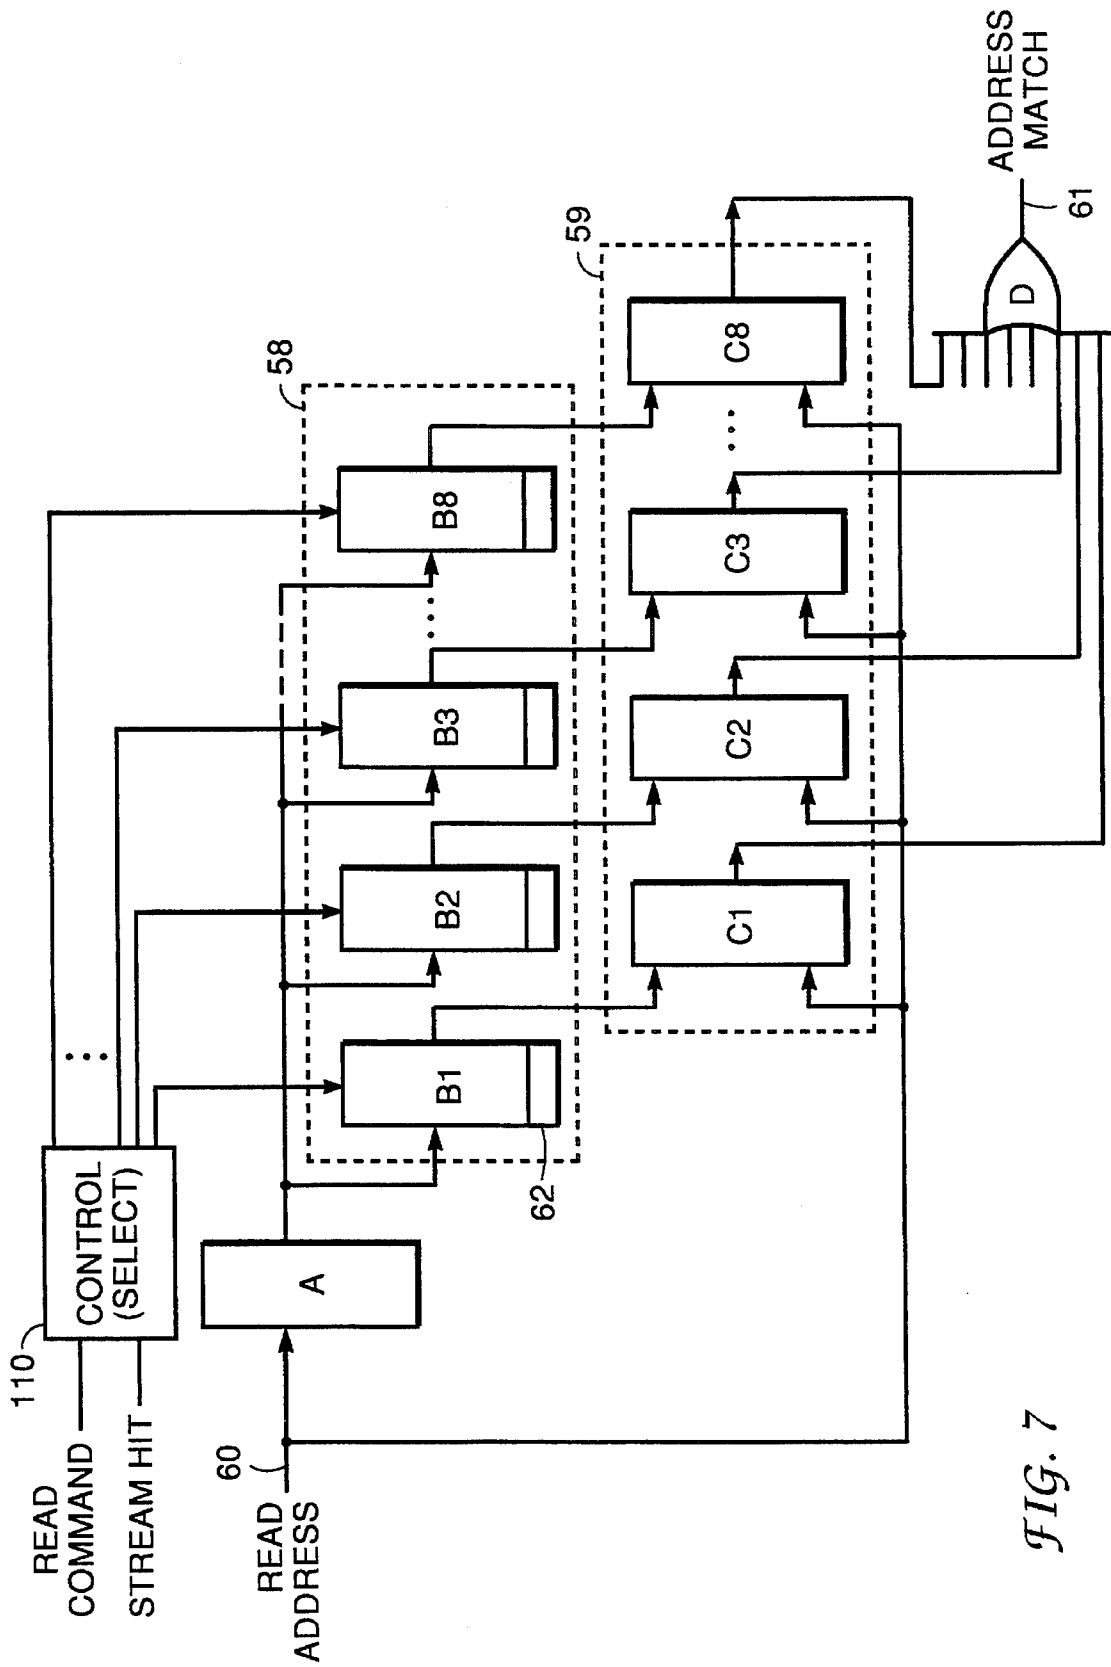 READ
COMMAND
STREAM HIT
110
CONTROL
(SELECT)
READ
ADDRESS
60
A
58
B1
B2
B3
B8
62
59
C1
C2
C3
C8
D
61
ADDRESS
MATCH
FIG. 7